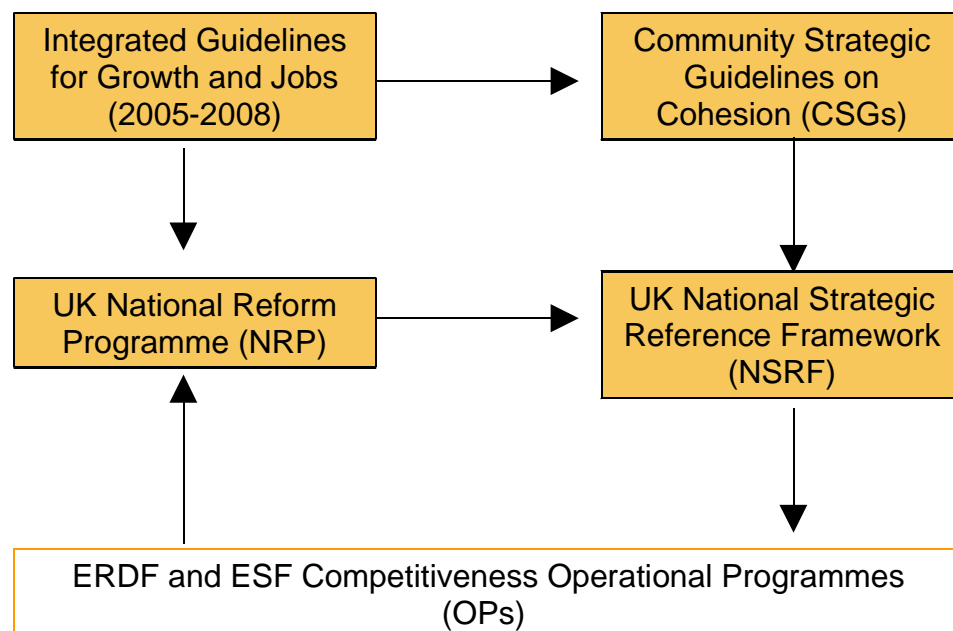 Integrated Guidelines
for Growth and Jobs
(2005-2008)
Community Strategic
Guidelines on
Cohesion (CSGs)
UK National Reform
Programme (NRP)
UK National Strategic
Reference Framework
(NSRF)
ERDF and ESF Competitiveness Operational Programmes
(OPs)